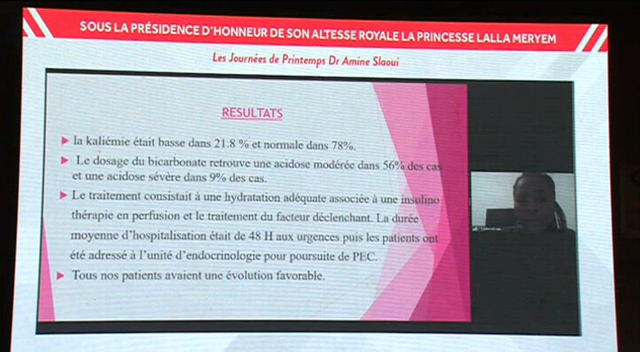 SOUS LA PRÉSIDENCE D'HONNEUR DE SON ALTESSE ROYALE LA PRINCESSE LALLA MERYEM
Les Journées de Printemps Dr Amine Slaoui
RESULTATS
la kaliémie était basse dans 21.8 % et normale dans 78%.
Le dosage du bicarbonate retrouve une acidose modérée dans 56% des cas
et une acidose sévère dans 9% des cas.
Le traitement consistait à une hydratation adéquate associée à une insulino
thérapie en perfusion et le traitement du facteur déclenchant. La durée
moyenne d'hospitalisation était de 48 H aux urgences puis les patients ont
été adressé à l'unité d'endocrinologie pour poursuite de PEC.
Tous nos patients avaient une évolution favorable.